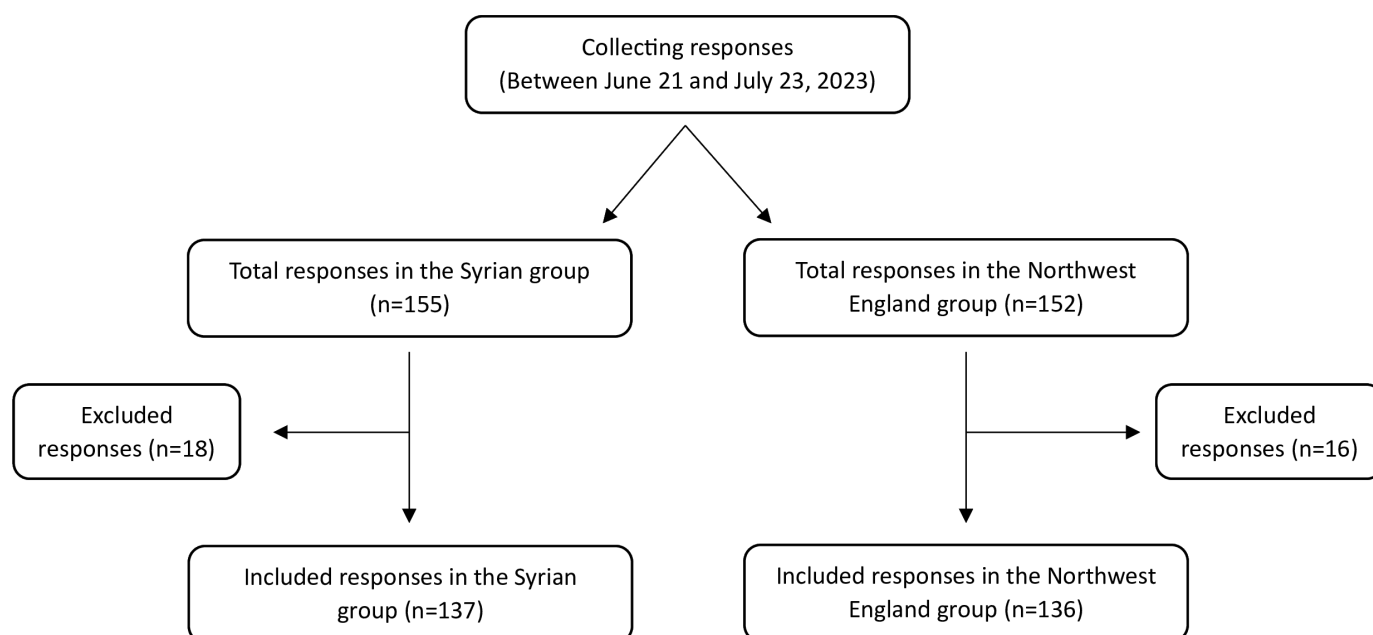 Collecting responses
(Between June 21 and July 23, 2023)
Total responses in the Syrian group
(n=155)
Total responses in the Northwest
England group (n=152)
Excluded
responses (n=18)
Excluded
responses (n=16)
Included responses in the Syrian
group (n=137)
Included responses in the Northwest
England group (n=136)